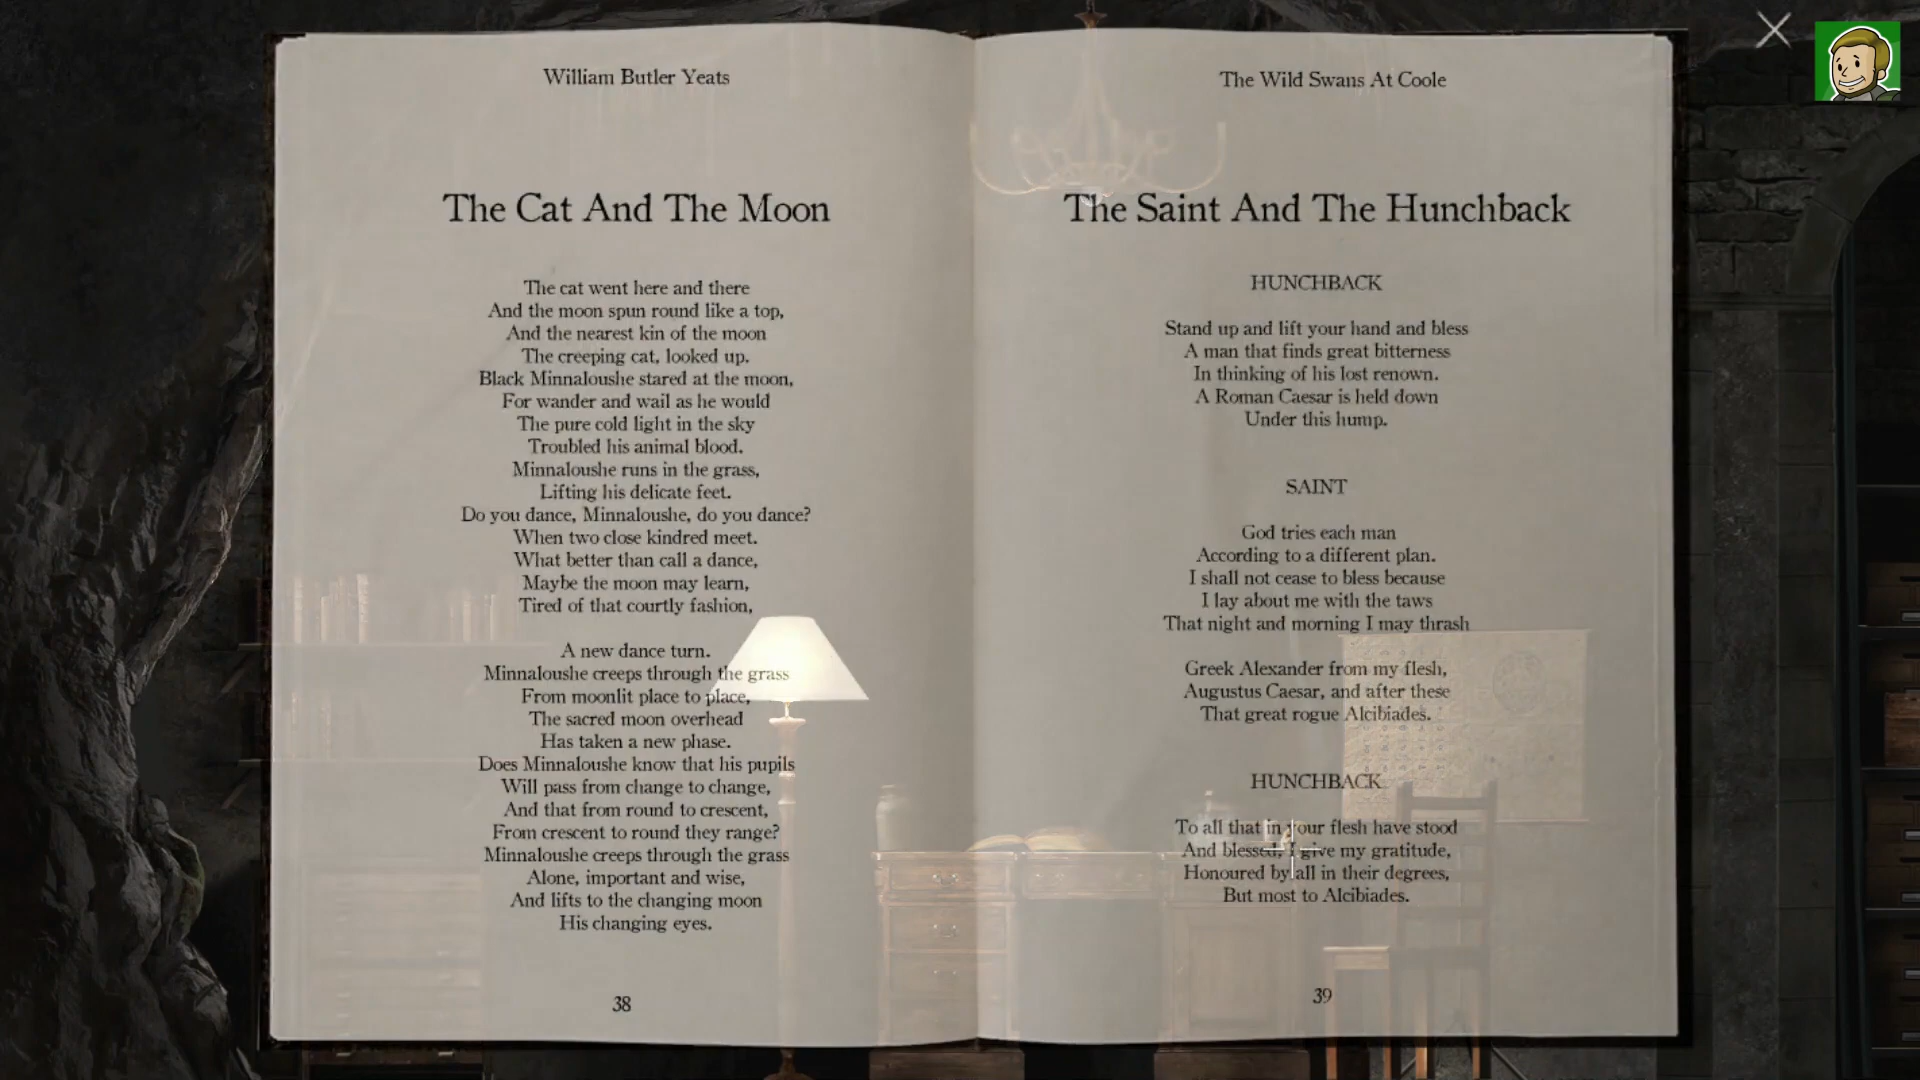 William Butler Yeats
The Cat And The Moon
The cat went here and there
And the moon spun round like a top,
And the nearest kin of the moon
The creeping cat, looked up.
Black Minnaloushe stared at the moon,
For wander and wail as he would
The pure cold light in the sky
Troubled his animal blood.
Minnaloushe runs in the grass,
Lifting his delicate feet.
Do you dance, Minnaloushe, do you dance?
When two close kindred meet.
What better than call a dance,
Maybe the moon may learn,
Tired of that courtly fashion,
A new dance turn.
Minnaloushe creeps through the grass
From moonlit place to place,
The sacred moon overhead
Has taken a new phase.
Does Minnaloushe know that his pupils
Will pass from change to change,
And that from round to crescent,
From crescent to round they range?
Minnaloushe creeps through the grass
Alone, important and wise,
And lifts to the changing moon
His changing eyes.
38
The Wild Swans At Coole
The Saint And The Hunchback
HUNCHBACK
Stand up and lift your hand and bless
A man that finds great bitterness
In thinking of his lost renown.
A Roman Caesar is held down
Under this hump.
SAINT
God tries each man
According to a different plan.
I shall not cease to bless because
I lay about me with the taws
That night and morning I may thrash
Greek Alexander from my flesh,
Augustus Caesar, and after these
That great rogue Alcibiades.
HUNCHBACK
To all that in your flesh have stood
And blessed, I give my gratitude,
Honoured by all in their degrees,
But most to Alcibiades.
39